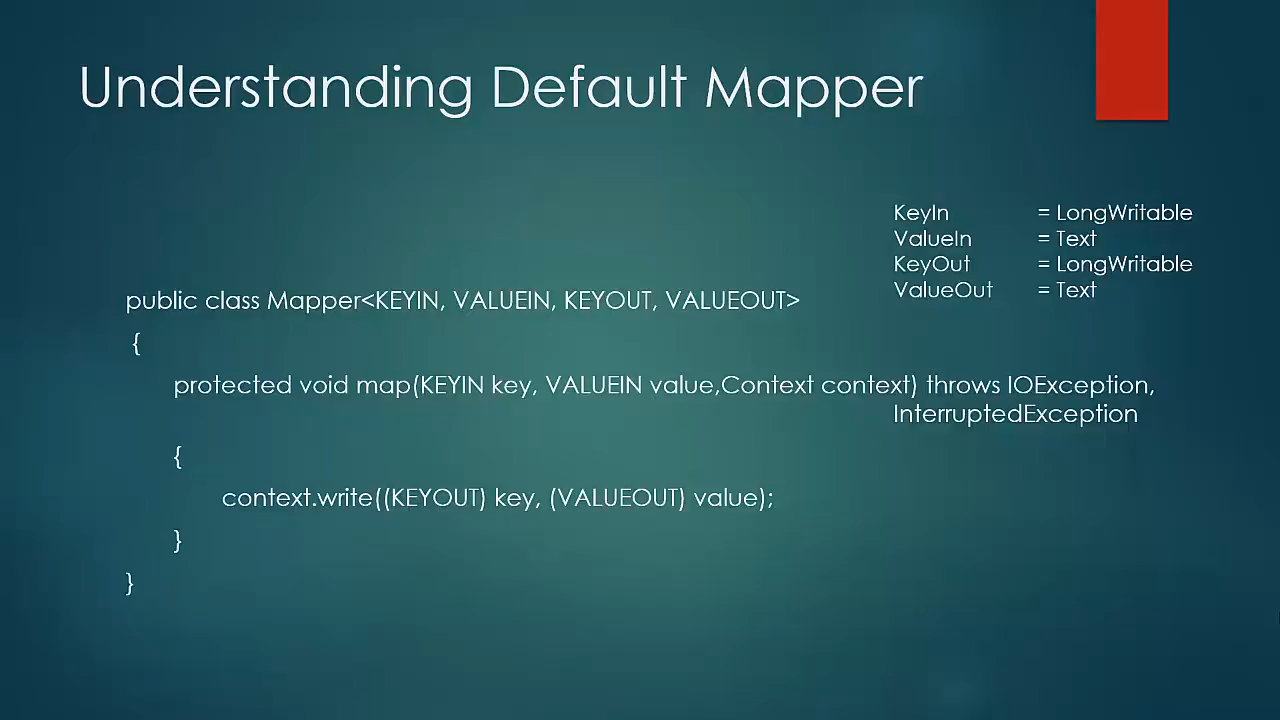 Understanding Default Mapper
KeyIn = LongWritable
ValueIn = Text
KeyOut = LongWritable
ValueOut = Text
public class Mapper<KEYIN, VALUEIN, KEYOUT, VALUEOUT>
{
protected void map(KEYIN key, VALUEIN value,Context context) throws IOException,
InterruptedException
{
context.write((KEYOUT) key, (VALUEOUT) value);
}
}